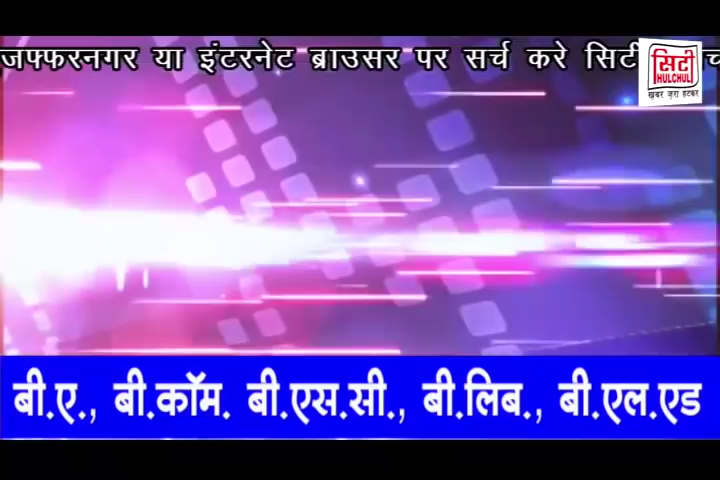 जफ्फरनगर या इंटरनेट ब्राउसर पर सर्च करे सिटी
सिटी
HULCHUL
खबर ज़रा हटकर
बी.ए., बी.कॉम. बी.एस.सी., बी.लिब., बी.एल.एड